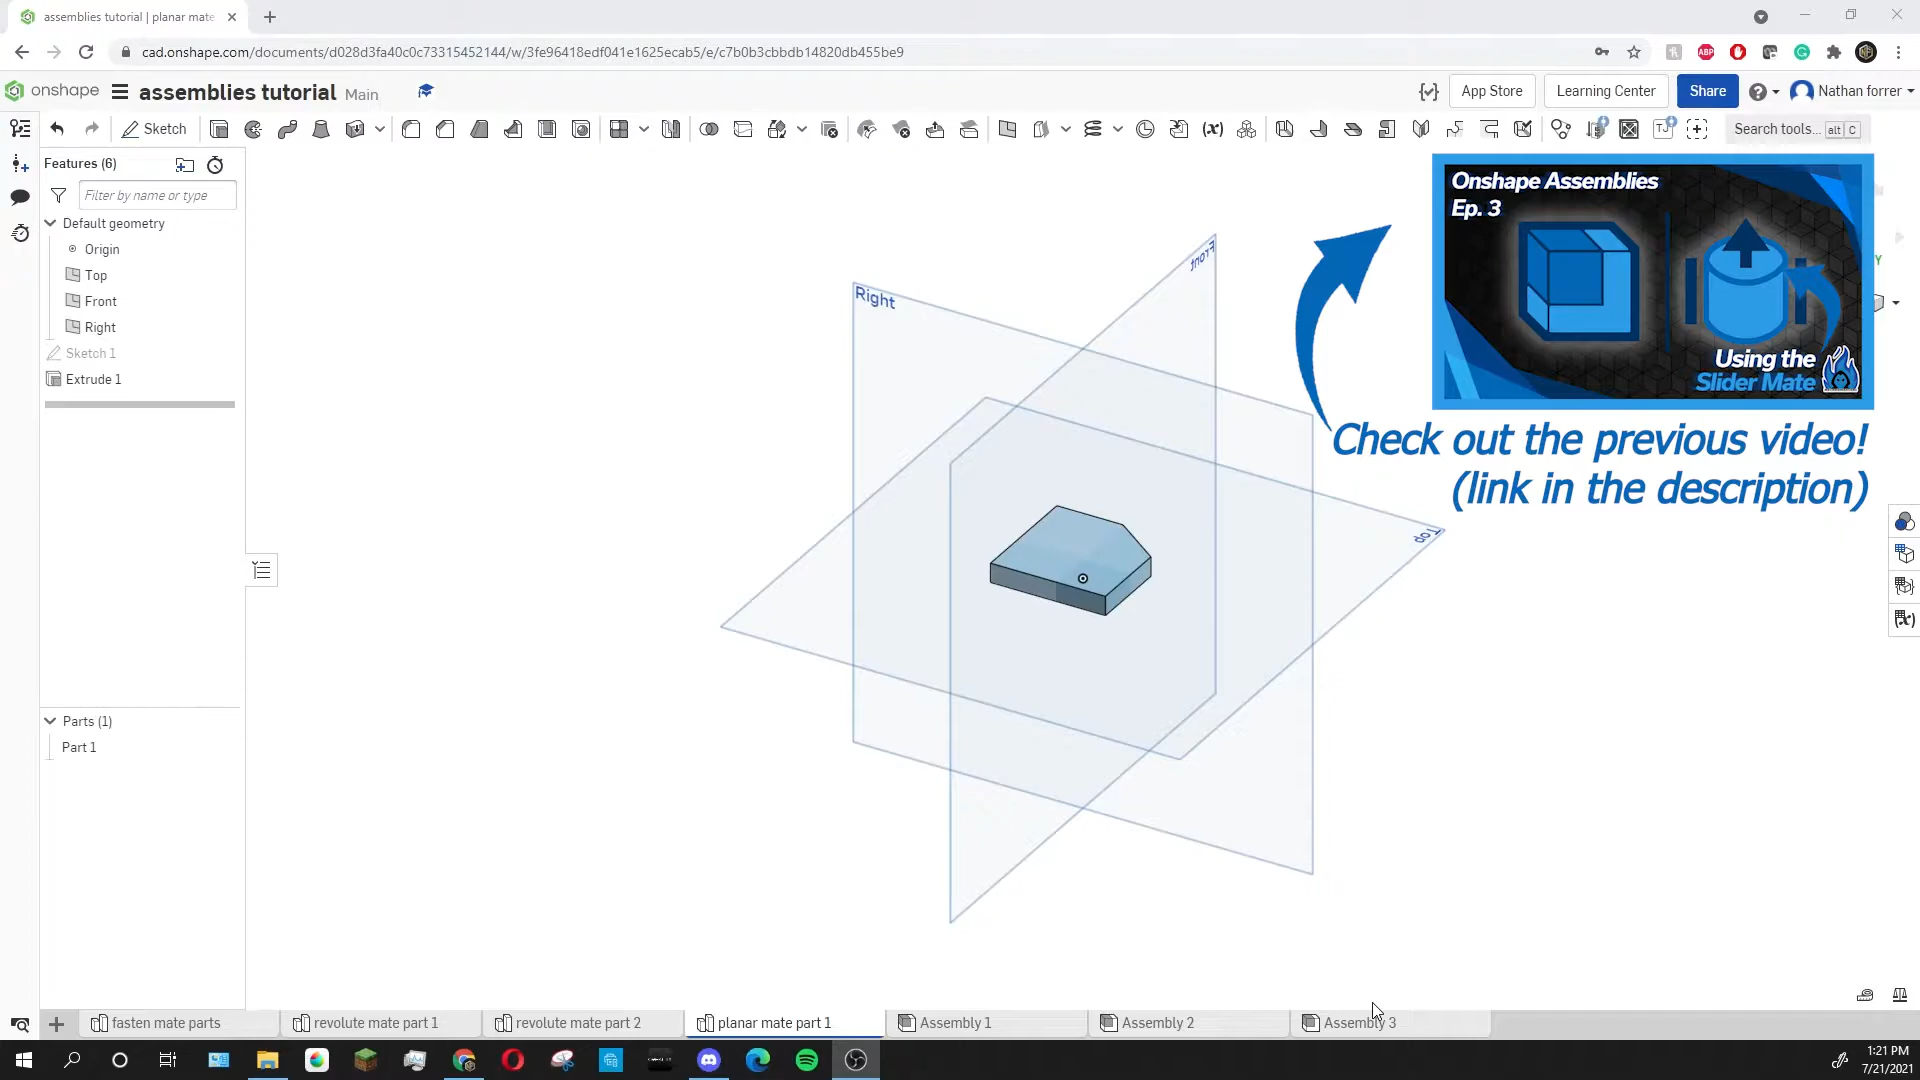 assemblies tutorial | planar mate
cad.onshape.com/documents/d028d3fa40c0c73315452144/w/3fe96418edf041e1625ecab5/e/c7b0b3cbbdb14820db455be9
ABP
onshape
assemblies tutorial Main
App Store
Learning Center
Share
Nathan forrer
Sketch
Search tools... alt C
Features (6)
Filter by name or type
Default geometry
Origin
Top
Front
Right
Sketch 1
Extrude 1
Parts (1)
Part 1
Right
Front
Top
Y
Onshape Assemblies
Ep. 3
Using the
Slider Mate
Check out the previous video!
(link in the description)
fasten mate parts
revolute mate part 1
revolute mate part 2
planar mate part 1
Assembly 1
Assembly 2
Assembly 3
1:21 PM
7/21/2021